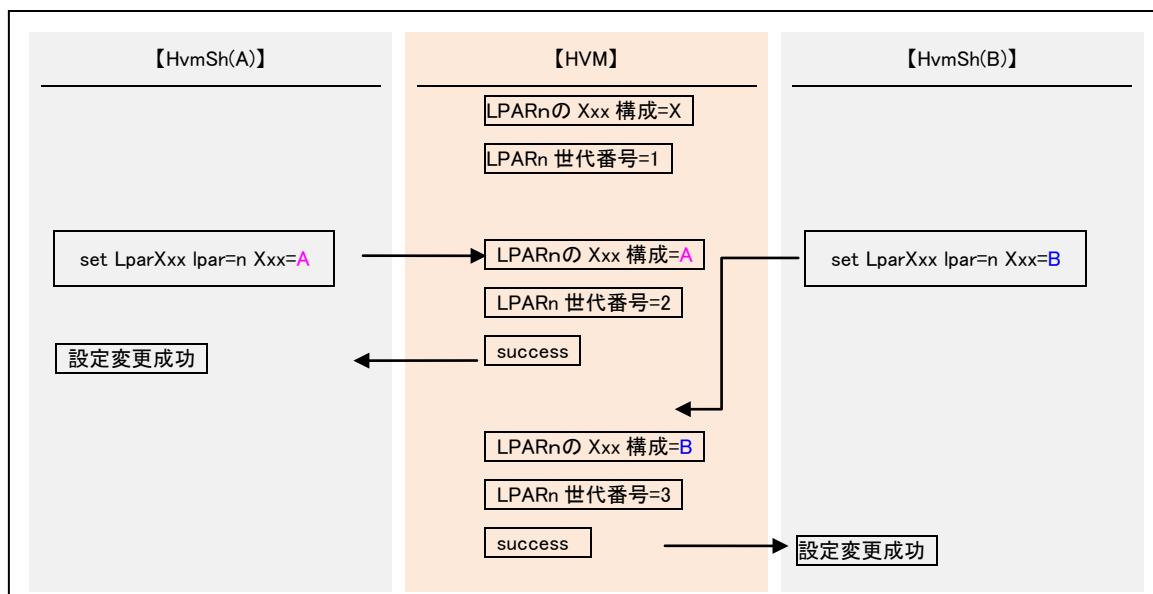 【HvmSh(A)】
【HVM】
【HvmSh(B)】
LPARnの Xxx 構成=X
LPARn 世代番号=1
set LparXxx lpar=n Xxx=A
LPARnの Xxx 構成=A
set LparXxx lpar=n Xxx=B
LPARn 世代番号=2
success
設定変更成功
LPARnの Xxx 構成=B
LPARn 世代番号=3
success
設定変更成功